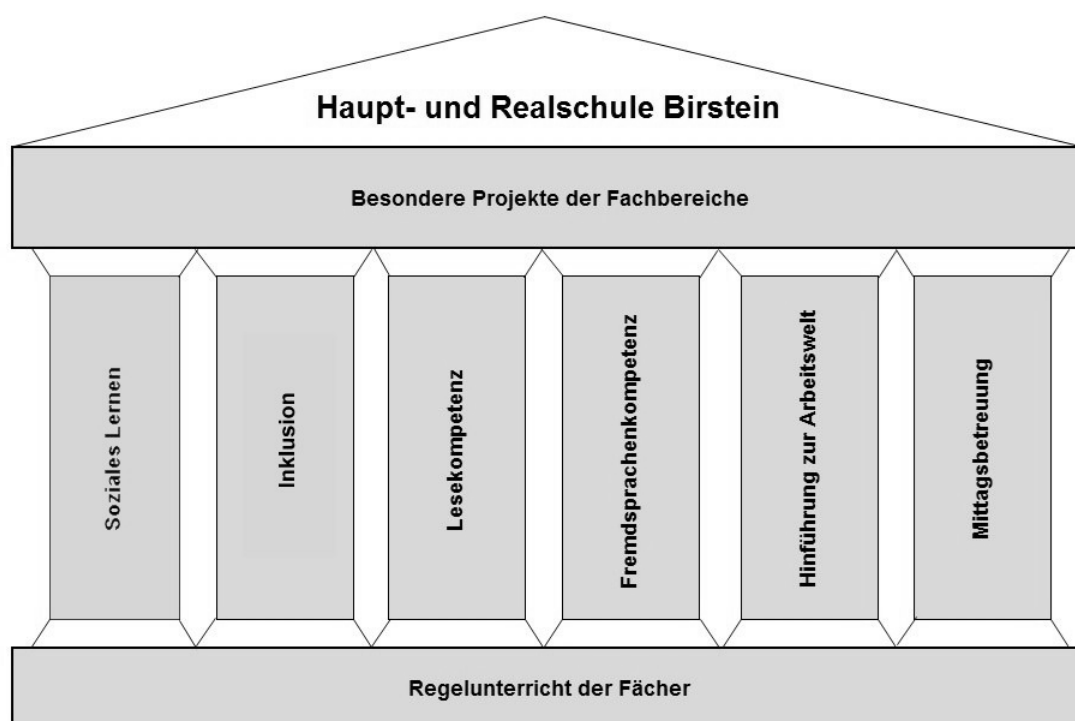 Haupt- und Realschule Birstein
Besondere Projekte der Fachbereiche
Soziales Lernen
Inklusion
Lesekompetenz
Fremdsprachenkompetenz
Hinführung zur Arbeitswelt
Mittagsbetreuung
Regelunterricht der Fächer